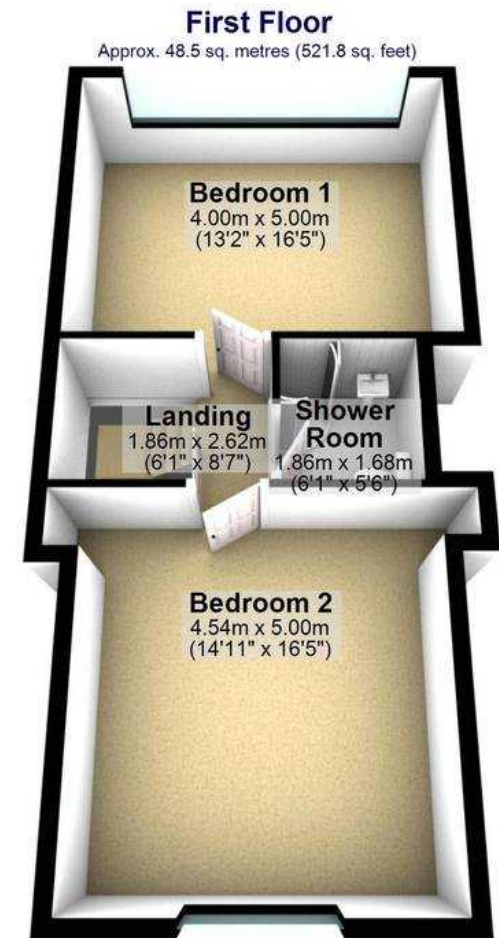 First Floor
Approx. 48.5 sq. metres (521.8 sq. feet)
Bedroom 1
4.00m x 5.00m
(13'2" x 16'5")
Landing
1.86m x 2.62m
(6'1" x 8'7")
Shower
Room
1.86m x 1.68m
(6'1" x 5'6")
Bedroom 2
4.54m x 5.00m
(14'11" x 16'5")